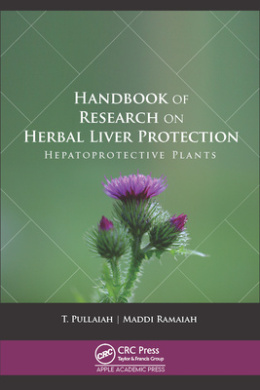 HANDBOOK OF
RESEARCH ON
HERBAL LIVER PROTECTION
HEPATOPROTECTIVE PLANTS
T. PULLAIAH | MADDI RAMAIAH
CRC
CRC Press
Taylor & Francis Group
APPLE ACADEMIC PRESS